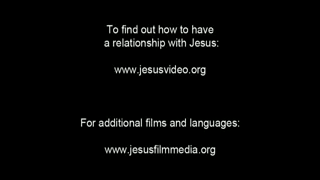 To find out how to have
a relationship with Jesus:
www.jesusvideo.org
For additional films and languages:
www.jesusfilmmedia.org